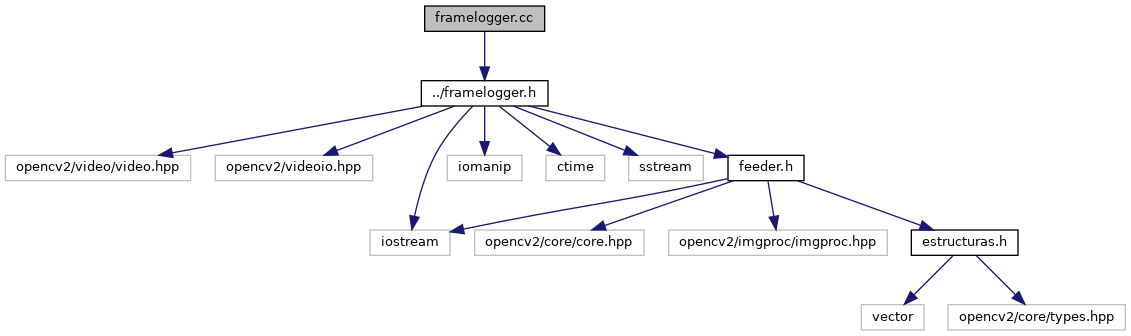 framelogger.cc
../framelogger.h
opencv2/video/video.hpp
opencv2/videoio.hpp
iomanip
ctime
sstream
feeder.h
iostream
opencv2/core/core.hpp
opencv2/imgproc/imgproc.hpp
estructuras.h
vector
opencv2/core/types.hpp